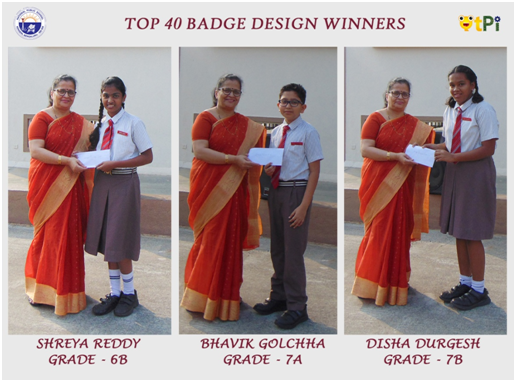 TOP 40 BADGE DESIGN WINNERS
tPi
SHREYA REDDY
GRADE - 6B
BHAVIK GOLCHHA
GRADE - 7A
DISHA DURGESH
GRADE - 7B